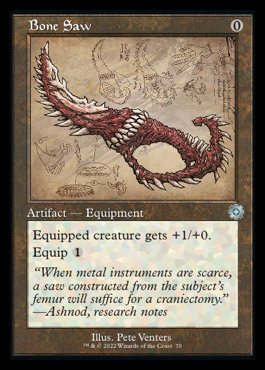 Bone Saw 0
Artifact — Equipment
Equipped creature gets +1/+0.
Equip 1
“When metal instruments are scarce,
a saw constructed from the subject’s
femur will suffice for a craniectomy.”
—Ashnod, research notes
Illus. Pete Venters
™ & © 2022 Wizards of the Coast 70